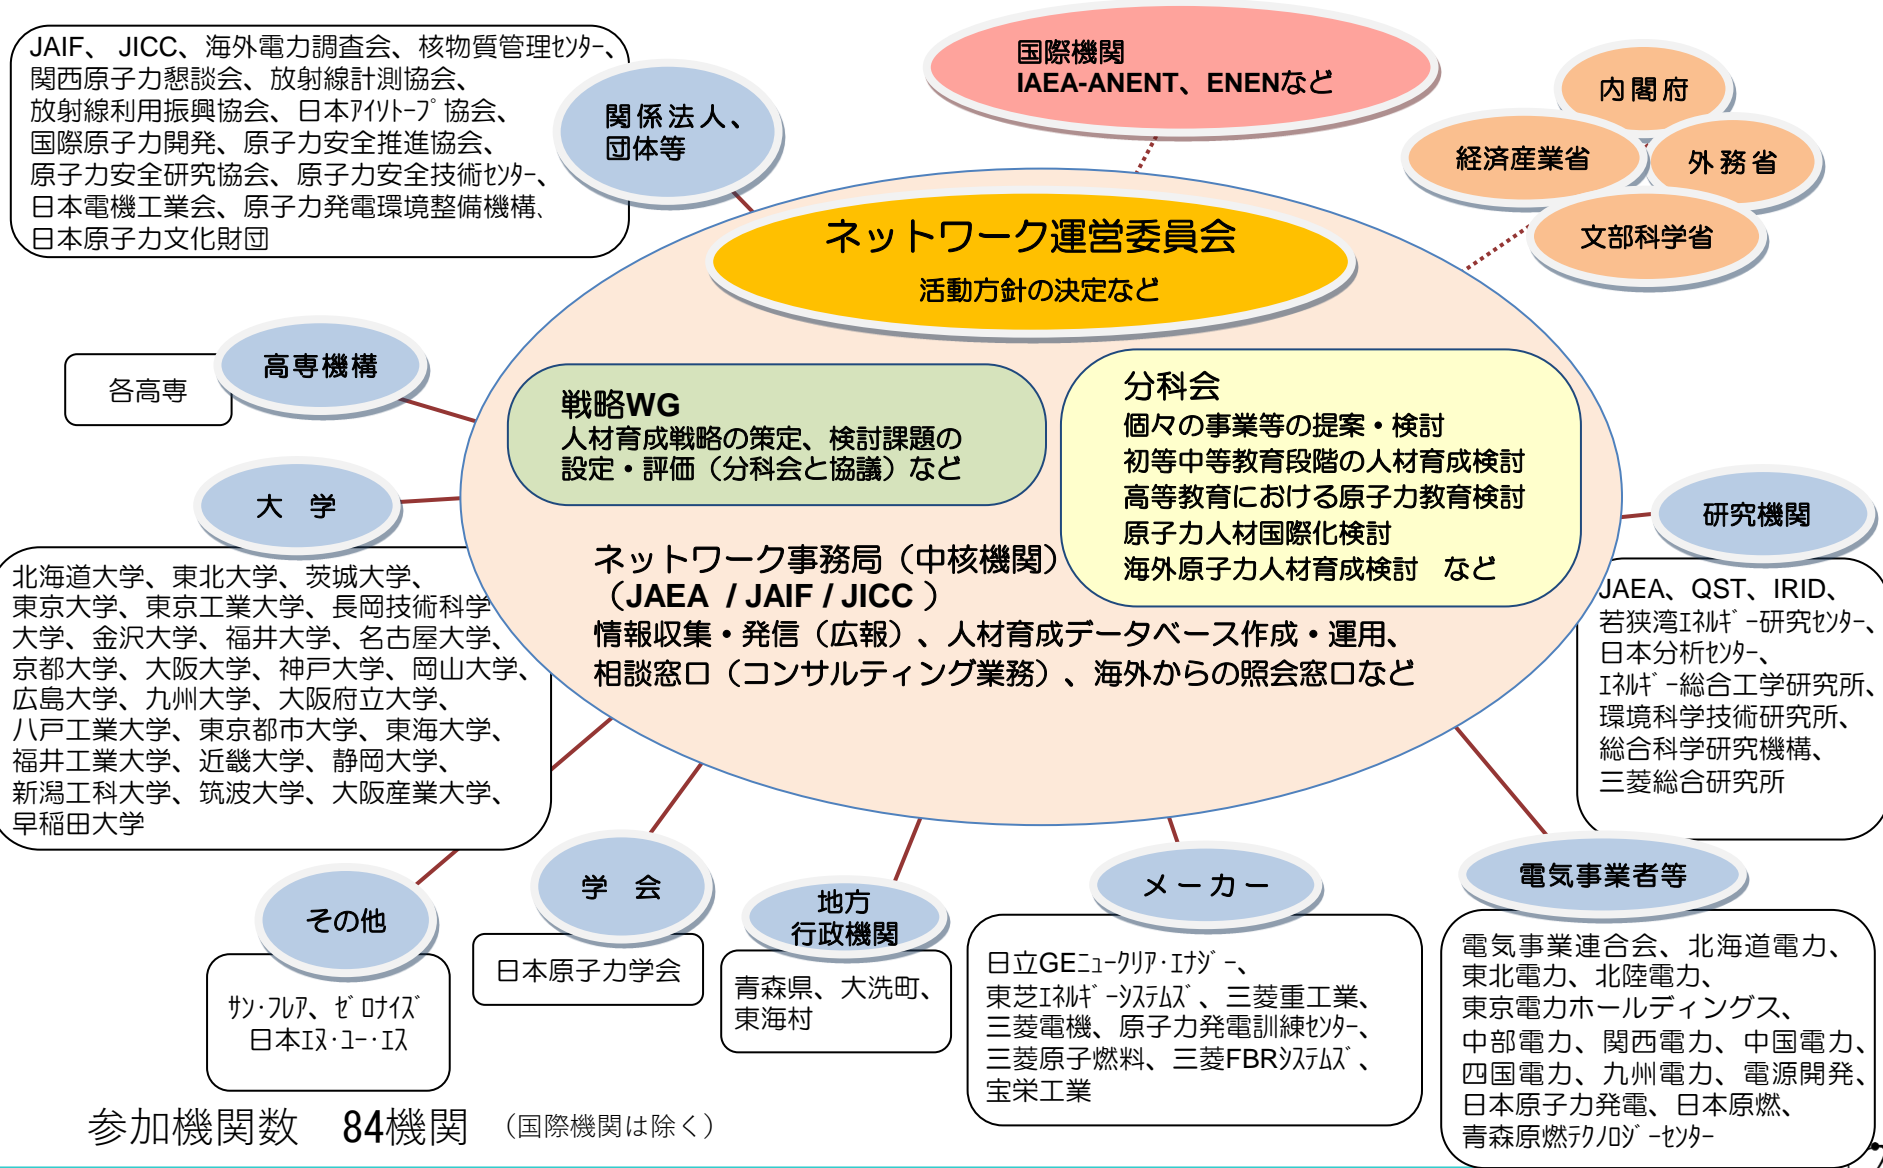 JAIF、 JICC、海外電力調査会、核物質管理ｾﾝﾀｰ、
関西原子力懇談会、放射線計測協会、
放射線利用振興協会、日本ｱｲｿﾄｰﾌﾟ協会、
国際原子力開発、原子力安全推進協会、
原子力安全研究協会、原子力安全技術ｾﾝﾀｰ、
日本電機工業会、原子力発電環境整備機構、
日本原子力文化財団
関係法人、
団体等
国際機関
IAEA-ANENT、ENENなど
内閣府
経済産業省
外務省
文部科学省
ネットワーク運営委員会
活動方針の決定など
高専機構
各高専
戦略WG
人材育成戦略の策定、検討課題の
設定・評価（分科会と協議）など
分科会
個々の事業等の提案・検討
初等中等教育段階の人材育成検討
高等教育における原子力教育検討
原子力人材国際化検討
海外原子力人材育成検討　など
大　学
北海道大学、東北大学、茨城大学、
東京大学、東京工業大学、長岡技術科学
大学、金沢大学、福井大学、名古屋大学、
京都大学、大阪大学、神戸大学、岡山大学、
広島大学、九州大学、大阪府立大学、
八戸工業大学、東京都市大学、東海大学、
福井工業大学、近畿大学、静岡大学、
新潟工科大学、筑波大学、大阪産業大学、
早稲田大学
ネットワーク事務局（中核機関）
（JAEA / JAIF / JICC ）
情報収集・発信（広報）、人材育成データベース作成・運用、
相談窓口（コンサルティング業務）、海外からの照会窓口など
研究機関
JAEA、QST、IRID、
若狭湾ｴﾈﾙｷﾞｰ研究ｾﾝﾀｰ、
日本分析ｾﾝﾀｰ、
ｴﾈﾙｷﾞｰ総合工学研究所、
環境科学技術研究所、
総合科学研究機構、
三菱総合研究所
その他
ｻﾝ･ﾌﾚｱ、ｾﾞﾛﾅｲｽﾞ
日本ｴﾇ･ﾕｰ･ｴｽ
学　会
日本原子力学会
地方
行政機関
青森県、大洗町、
東海村
メーカー
日立GEﾆｭｰｸﾘｱ･ｴﾅｼﾞｰ、
東芝ｴﾈﾙｷﾞｰｼｽﾃﾑｽﾞ、三菱重工業、
三菱電機、原子力発電訓練ｾﾝﾀｰ、
三菱原子燃料、三菱FBRｼｽﾃﾑｽﾞ、
宝栄工業
電気事業者等
電気事業連合会、北海道電力、
東北電力、北陸電力、
東京電力ホールディングス、
中部電力、関西電力、中国電力、
四国電力、九州電力、電源開発、
日本原子力発電、日本原燃、
青森原燃ﾃｸﾉﾛｼﾞｰｾﾝﾀｰ
参加機関数　84機関　（国際機関は除く）